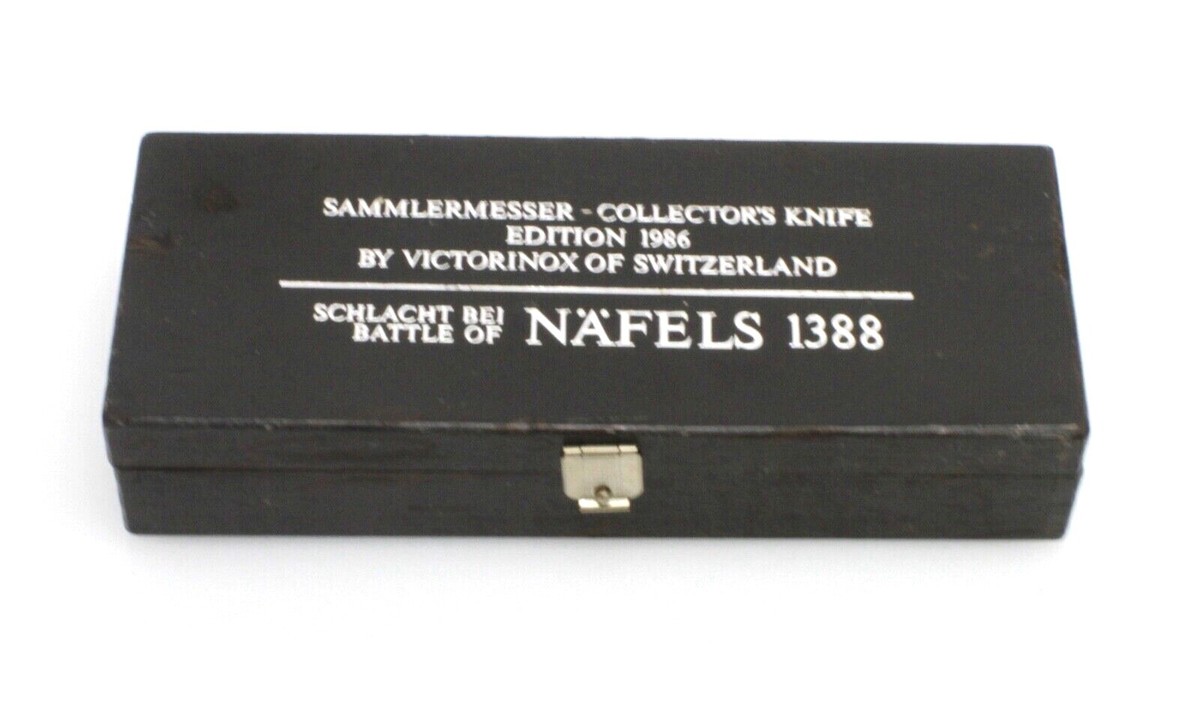 SAMMLERMESSER - COLLECTOR'S KNIFE
EDITION 1986
BY VICTORINOX OF SWITZERLAND
SCHLACHT BEI
BATTLE OF
NÄFELS 1388